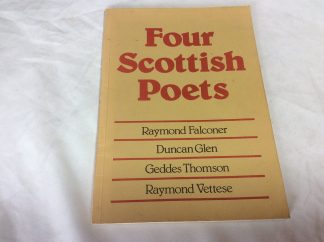 Four
Scottish
Poets
Raymond Falconer
Duncan Glen
Geddes Thomson
Raymond Vettese